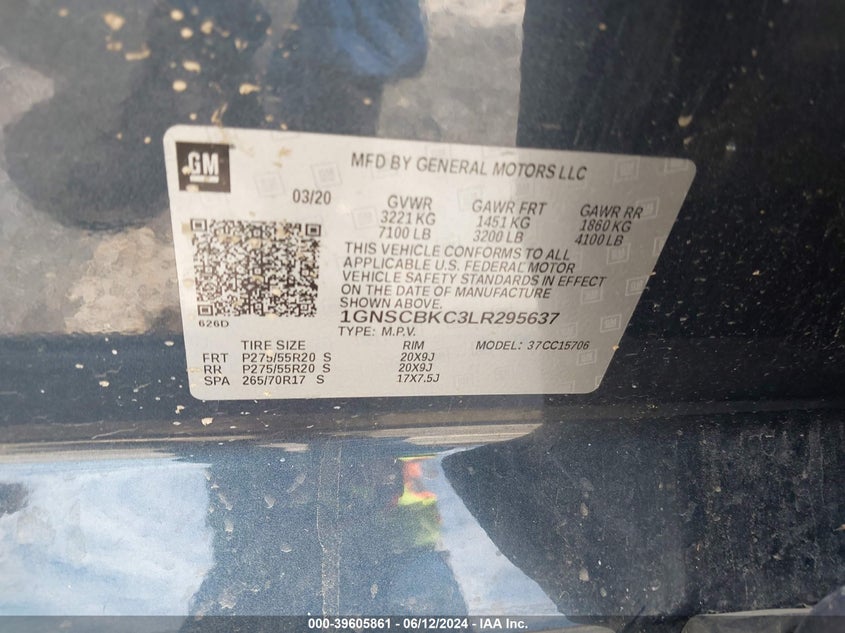 GM
MFD BY GENERAL MOTORS LLC
03/20
GVWR GAWR FRT GAWR RR
3221 KG 1451 KG 1860 KG
7100 LB 3200 LB 4100 LB
THIS VEHICLE CONFORMS TO ALL
APPLICABLE U.S. FEDERAL MOTOR
VEHICLE SAFETY STANDARDS IN EFFECT
ON THE DATE OF MANUFACTURE
SHOWN ABOVE.
626D
1GNSCBKC3LR295637
TYPE: M.P.V.
TIRE SIZE RIM MODEL: 37CC15706
FRT P275/55R20 S 20X9J
RR P275/55R20 S 20X9J
SPA 265/70R17 S 17X7.5J
000-39605861 - 06/12/2024 - IAA Inc.